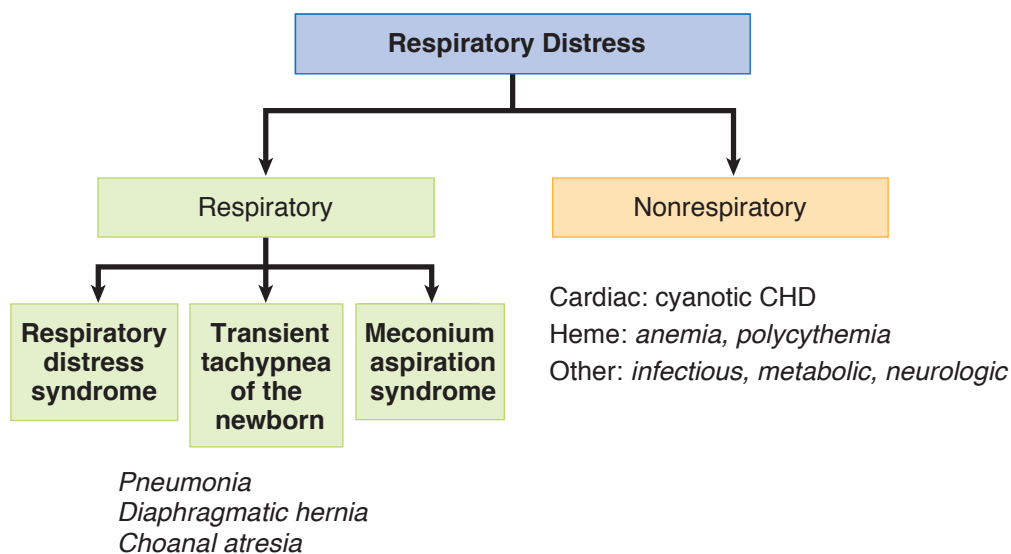 Respiratory Distress
Respiratory
Nonrespiratory
Respiratory
distress
syndrome
Transient
tachypnea
of the
newborn
Meconium
aspiration
syndrome
Cardiac: cyanotic CHD
Heme: anemia, polycythemia
Other: infectious, metabolic, neurologic
Pneumonia
Diaphragmatic hernia
Choanal atresia